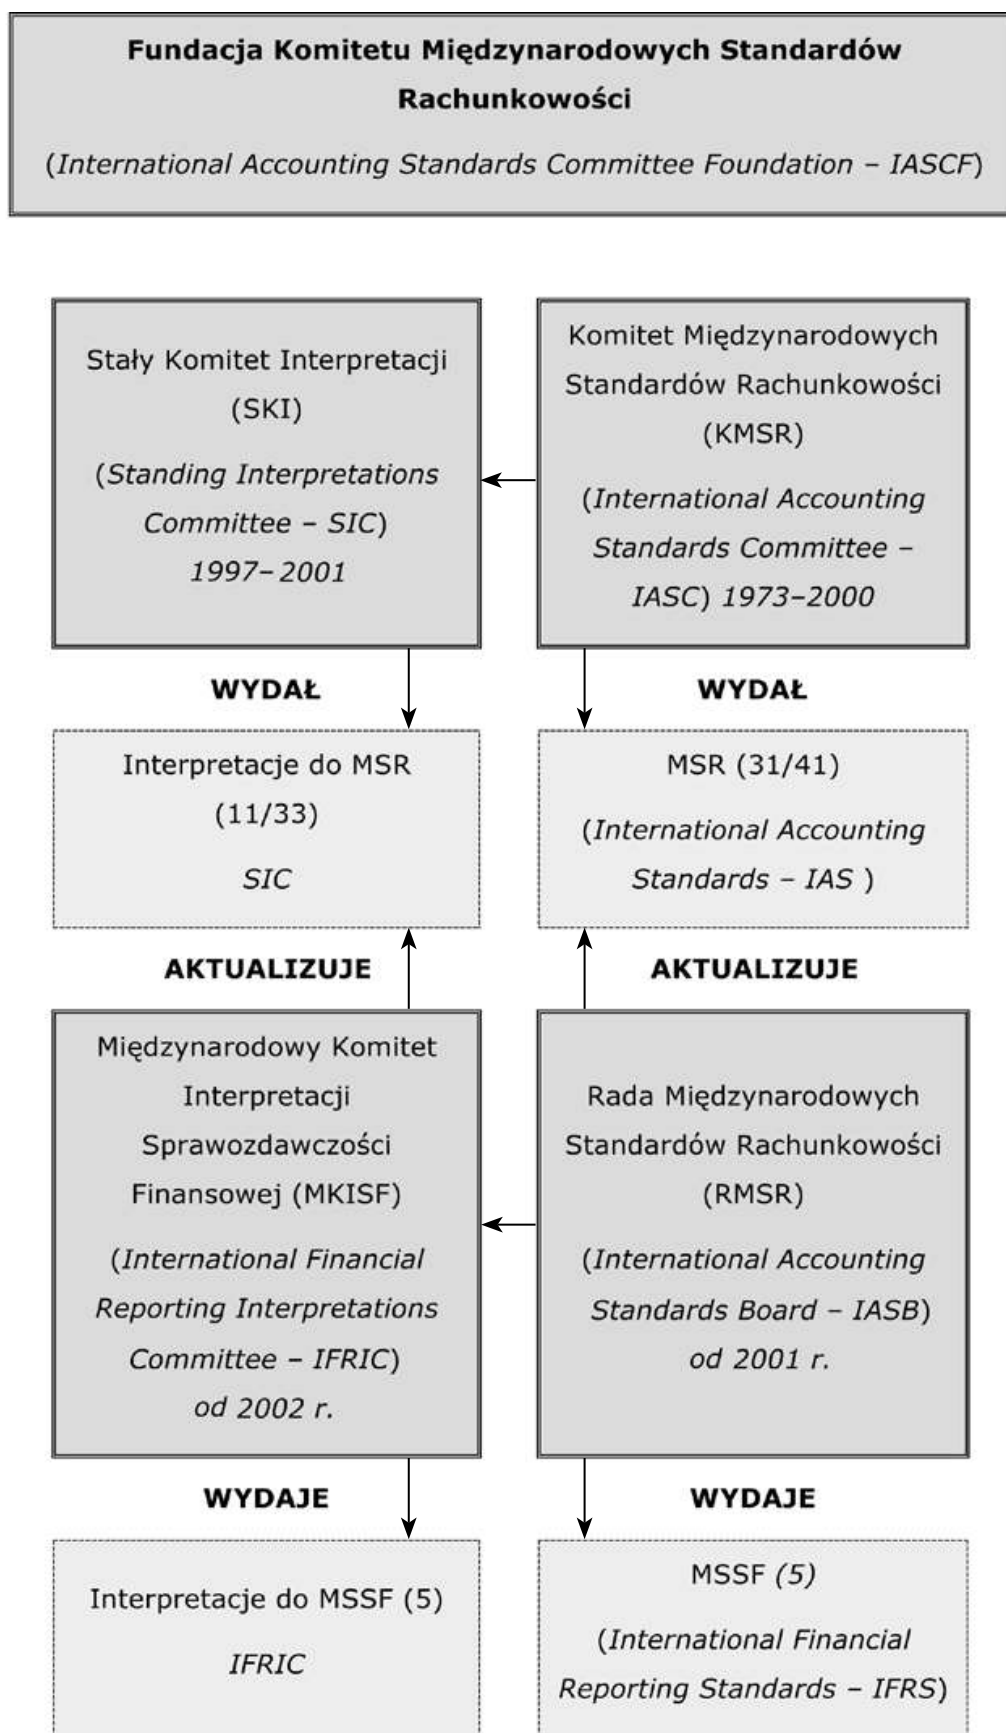 Fundacja Komitetu Międzynarodowych Standardów
Rachunkowości
(International Accounting Standards Committee Foundation – IASCF)
Stały Komitet Interpretacji
(SKI)
(Standing Interpretations
Committee – SIC)
1997–2001
Komitet Międzynarodowych
Standardów Rachunkowości
(KMSR)
(International Accounting
Standards Committee –
IASC) 1973–2000
WYDAŁ
WYDAŁ
Interpretacje do MSR
(11/33)
SIC
MSR (31/41)
(International Accounting
Standards – IAS )
AKTUALIZUJE
AKTUALIZUJE
Międzynarodowy Komitet
Interpretacji
Sprawozdawczości
Finansowej (MKISF)
(International Financial
Reporting Interpretations
Committee – IFRIC)
od 2002 r.
Rada Międzynarodowych
Standardów Rachunkowości
(RMSR)
(International Accounting
Standards Board – IASB)
od 2001 r.
WYDAJE
WYDAJE
Interpretacje do MSSF (5)
IFRIC
MSSF (5)
(International Financial
Reporting Standards – IFRS)